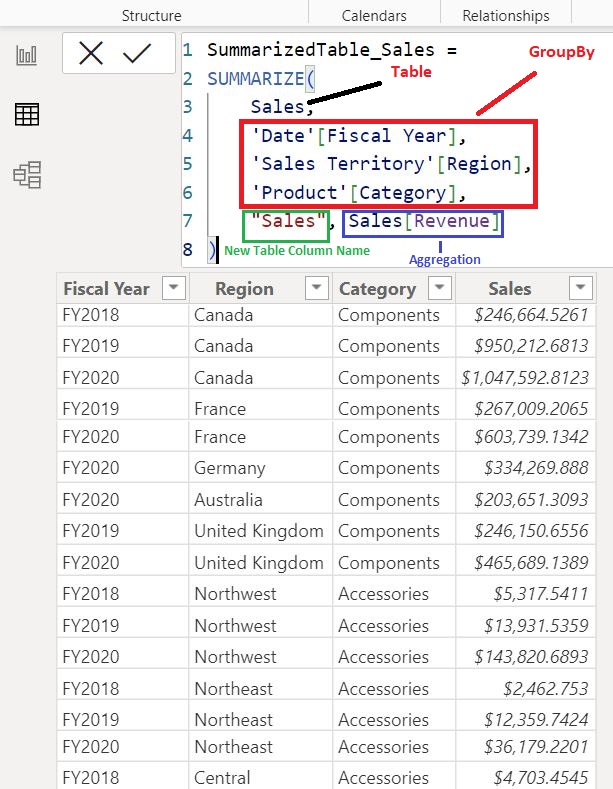 Structure Calendars Relationships
1 SummarizedTable_Sales =
GroupBy
2 SUMMARIZE(
Table
3 Sales,
4 'Date'[Fiscal Year],
5 'Sales Territory'[Region],
6 'Product'[Category],
7 "Sales", Sales[Revenue]
8 )
New Table Column Name
Aggregation
Fiscal Year Region Category Sales
FY2018 Canada Components $246,664.5261
FY2019 Canada Components $950,212.6813
FY2020 Canada Components $1,047,592.8123
FY2019 France Components $267,009.2065
FY2020 France Components $603,739.1342
FY2020 Germany Components $334,269.888
FY2020 Australia Components $203,651.3093
FY2019 United Kingdom Components $246,150.6556
FY2020 United Kingdom Components $465,689.1389
FY2018 Northwest Accessories $5,317.5411
FY2019 Northwest Accessories $13,931.5359
FY2020 Northwest Accessories $143,820.6893
FY2018 Northeast Accessories $2,462.753
FY2019 Northeast Accessories $12,359.7424
FY2020 Northeast Accessories $36,179.2201
FY2018 Central Accessories $4,703.4545